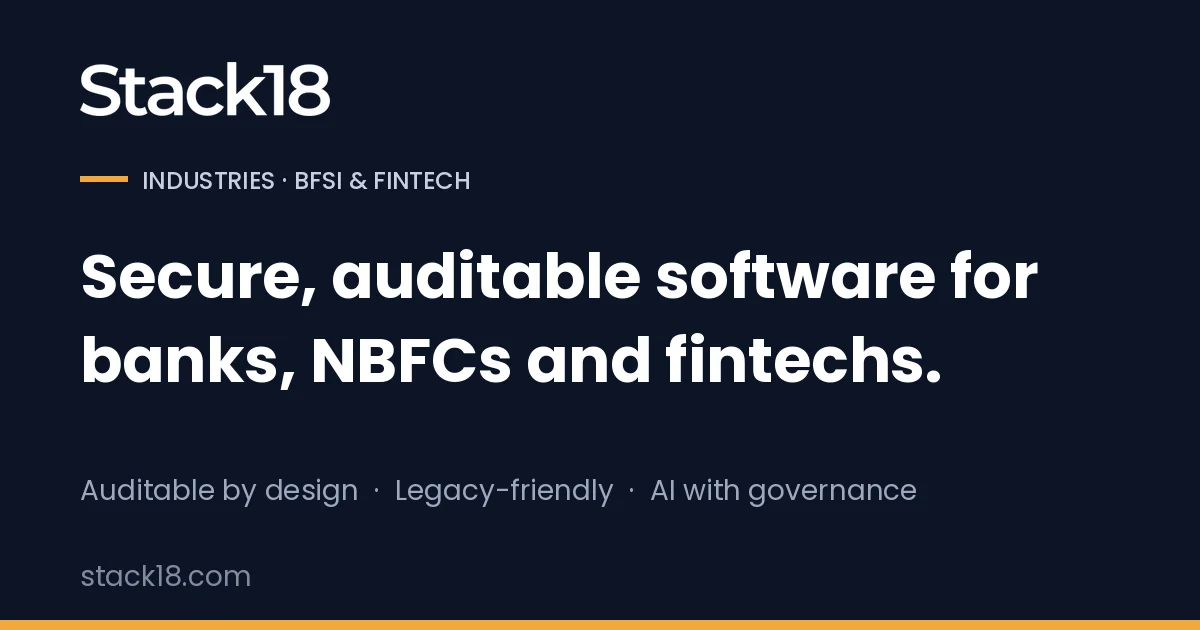 Stack18
INDUSTRIES · BFSI & FINTECH
Secure, auditable software for
banks, NBFCs and fintechs.
Auditable by design · Legacy-friendly · AI with governance
stack18.com